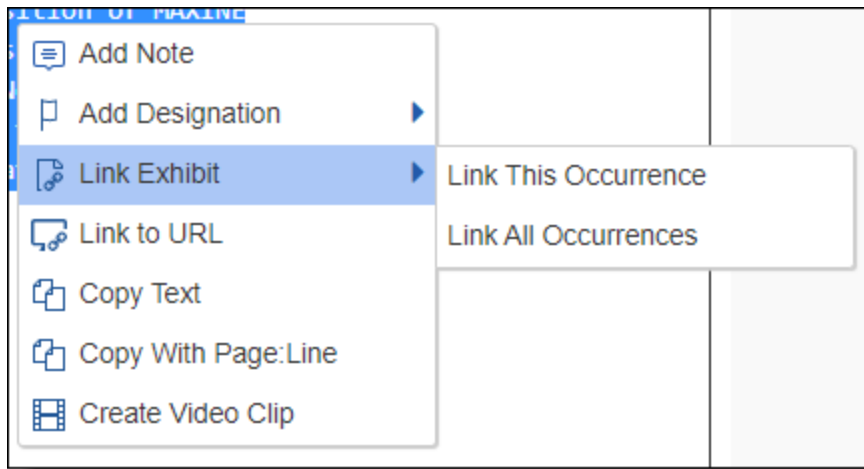 sition of MAXINE
Add Note
Add Designation
Link Exhibit
Link This Occurrence
Link to URL
Link All Occurrences
Copy Text
Copy With Page:Line
Create Video Clip